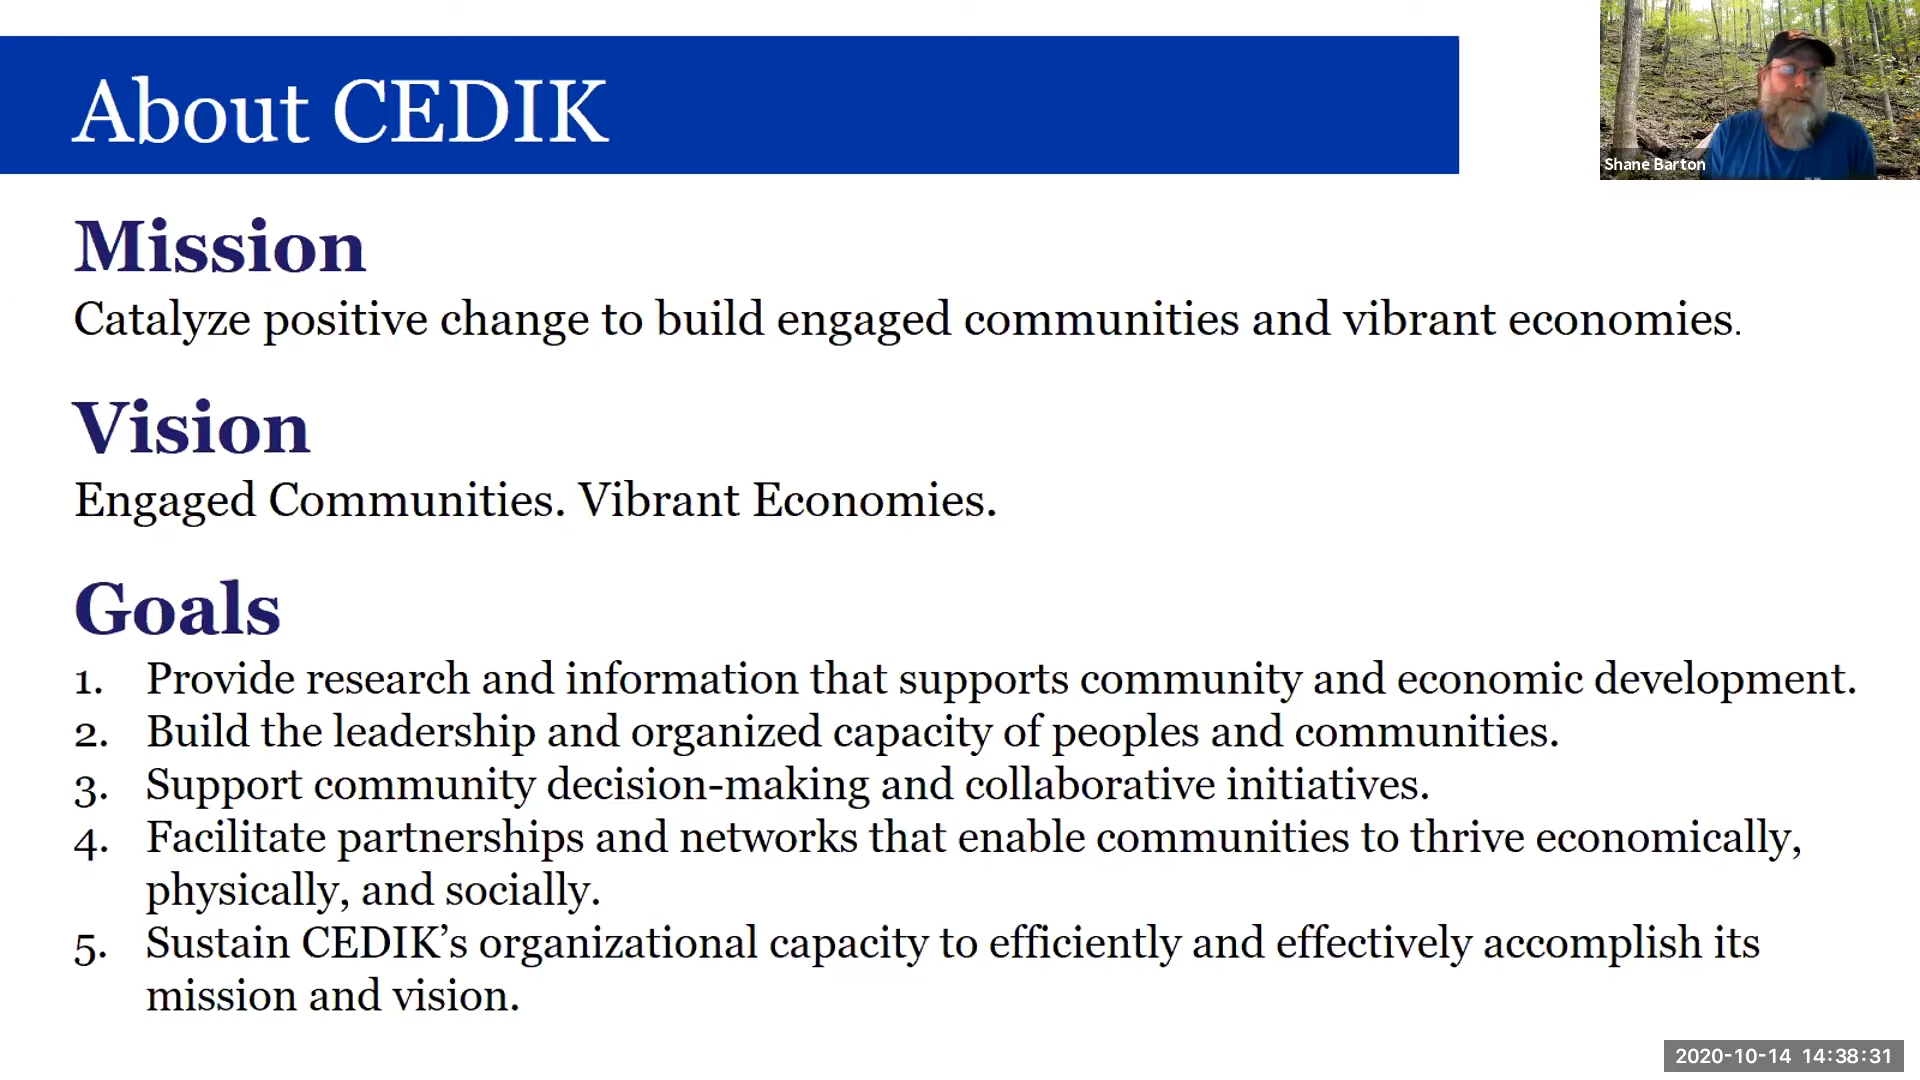 About CEDIK
Shane Barton
Mission
Catalyze positive change to build engaged communities and vibrant economies.
Vision
Engaged Communities. Vibrant Economies.
Goals
1. Provide research and information that supports community and economic development.
2. Build the leadership and organized capacity of peoples and communities.
3. Support community decision-making and collaborative initiatives.
4. Facilitate partnerships and networks that enable communities to thrive economically,
physically, and socially.
5. Sustain CEDIK’s organizational capacity to efficiently and effectively accomplish its
mission and vision.
2020-10-14 14:38:31